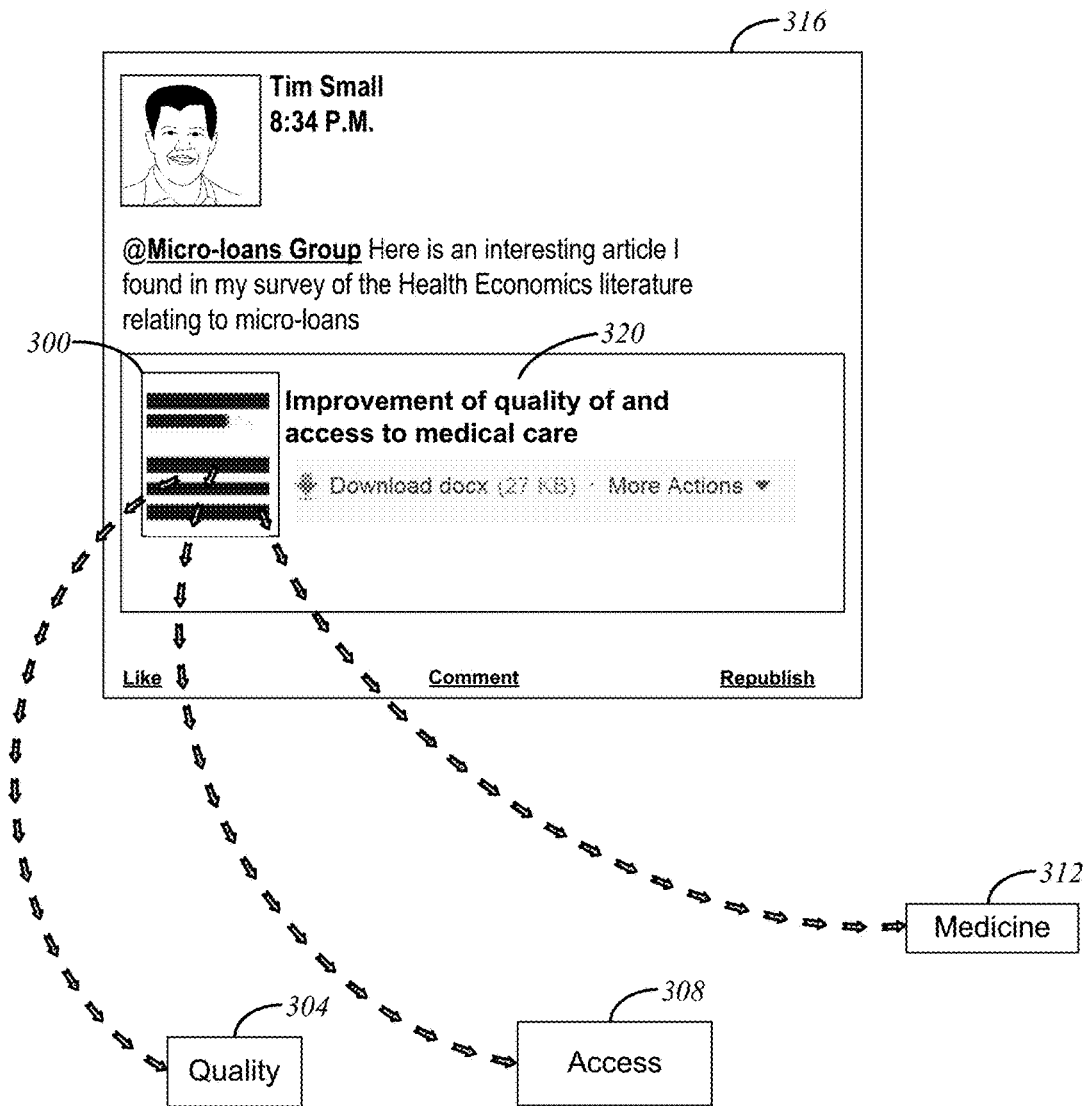 316
Tim Small
8:34 P.M.
@Micro-loans Group Here is an interesting article I
found in my survey of the Health Economics literature
relating to micro-loans
300
320
Improvement of quality of and
access to medical care
Download docx (27 KB) · More Actions
Like Comment Republish
312
Medicine
304
Quality
308
Access